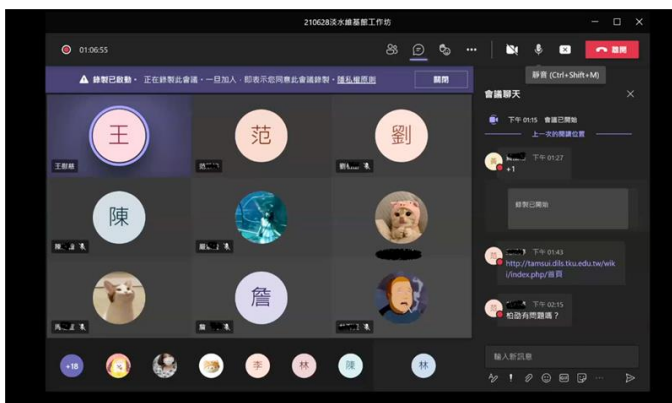 210628淡水維基館工作坊
01:06:55
離開
靜音 (Ctrl+Shift+M)
錄製已啟動。正在錄製此會議。一旦加入，即表示您同意此會議錄製。隱私權原則
關閉
會議聊天
下午 01:15 會議已開始
上一次的閱讀位置
王
范
劉
陳
詹
下午 01:27
+1
錄製已開始
下午 01:43
http://tamsui.dils.tku.edu.tw/wik
i/index.php/首頁
下午 02:15
柏劭有問題嗎？
+18
李
林
陳
林
輸入新訊息
GIF